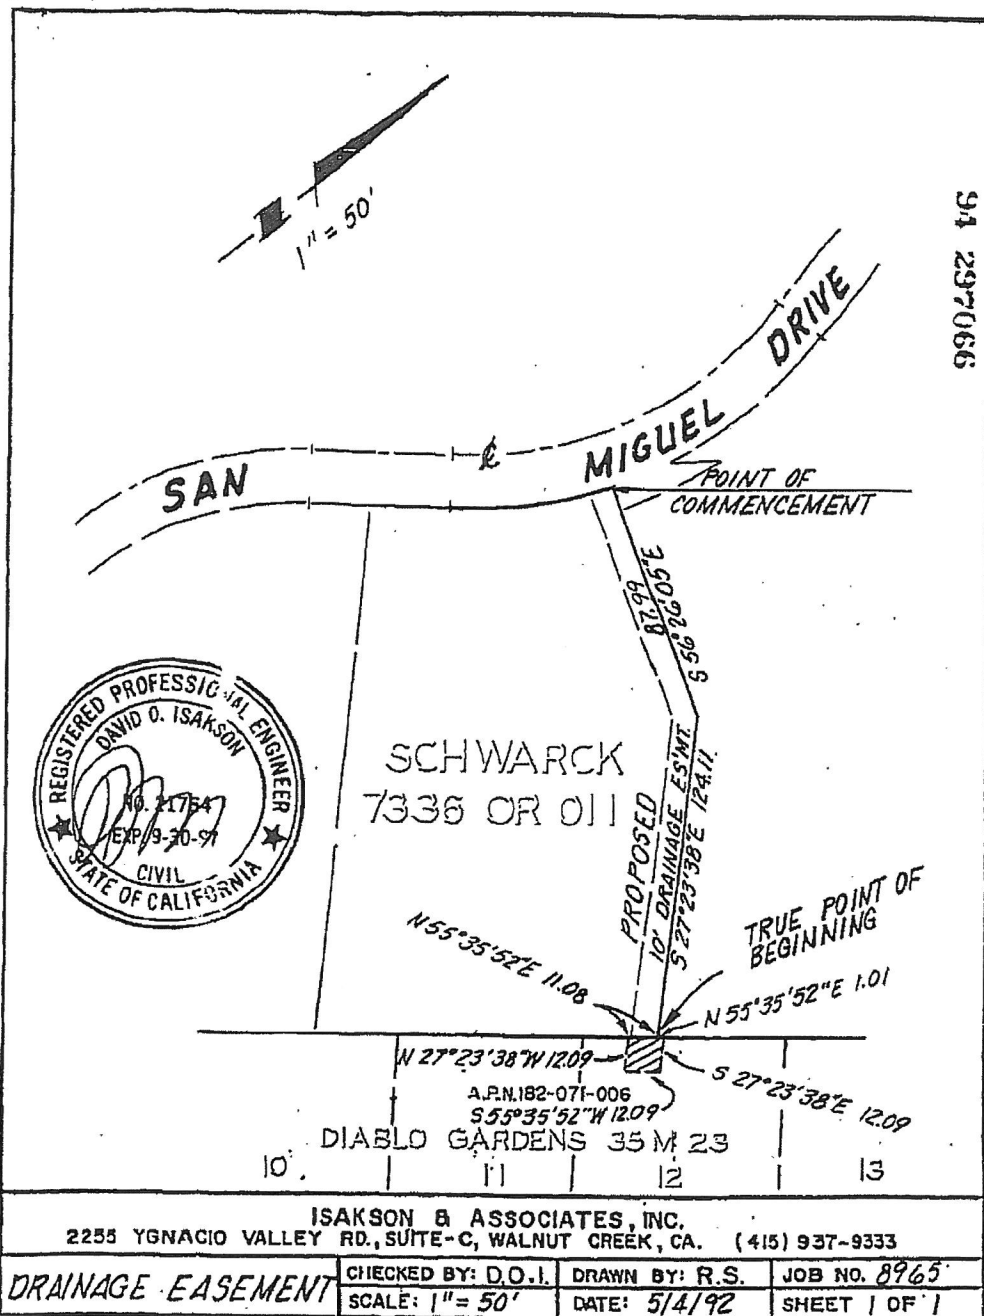 1" = 50'
94 297066
SAN MIGUEL DRIVE
℄
POINT OF
COMMENCEMENT
87.99
S 56°26'05"E
REGISTERED PROFESSIONAL ENGINEER
DAVID O. ISAKSON
NO. 21764
CIVIL
STATE OF CALIFORNIA
SCHWARCK
7336 OR 011
PROPOSED
10' DRAINAGE ES'MT.
S 27°23'38"E 124.11
TRUE POINT OF
BEGINNING
N 55°35'52"E 11.08
N 55°35'52"E 1.01
N 27°23'38"W 12.09
S 27°23'38"E 12.09
A.P.N. 182-071-006
S 55°35'52"W 12.09
DIABLO GARDENS 35 M 23
10 11 12 13
ISAKSON & ASSOCIATES, INC.
2255 YGNACIO VALLEY RD., SUITE-C, WALNUT CREEK, CA. (415) 937-9333
DRAINAGE EASEMENT
CHECKED BY: D.O.I. DRAWN BY: R.S. JOB NO. 8965
SCALE: 1" = 50' DATE: 5/4/92 SHEET 1 OF 1